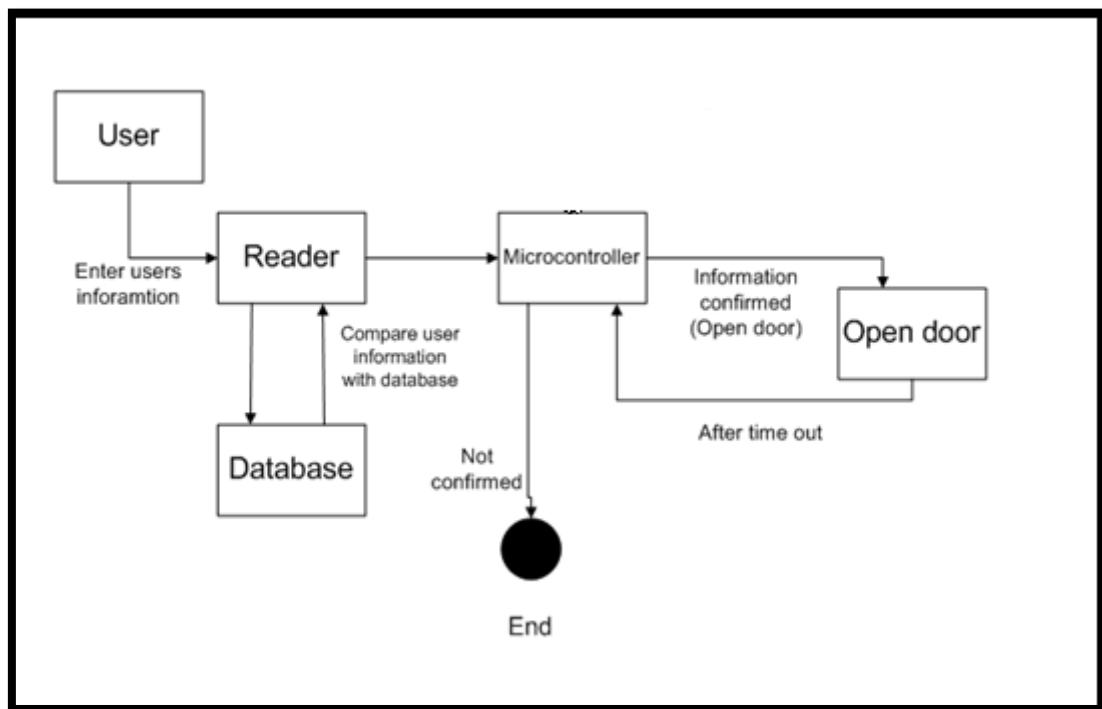 User
Enter users
inforamtion
Reader
Compare user
information
with database
Database
Microcontroller
Information
confirmed
(Open door)
Open door
After time out
Not
confirmed
End